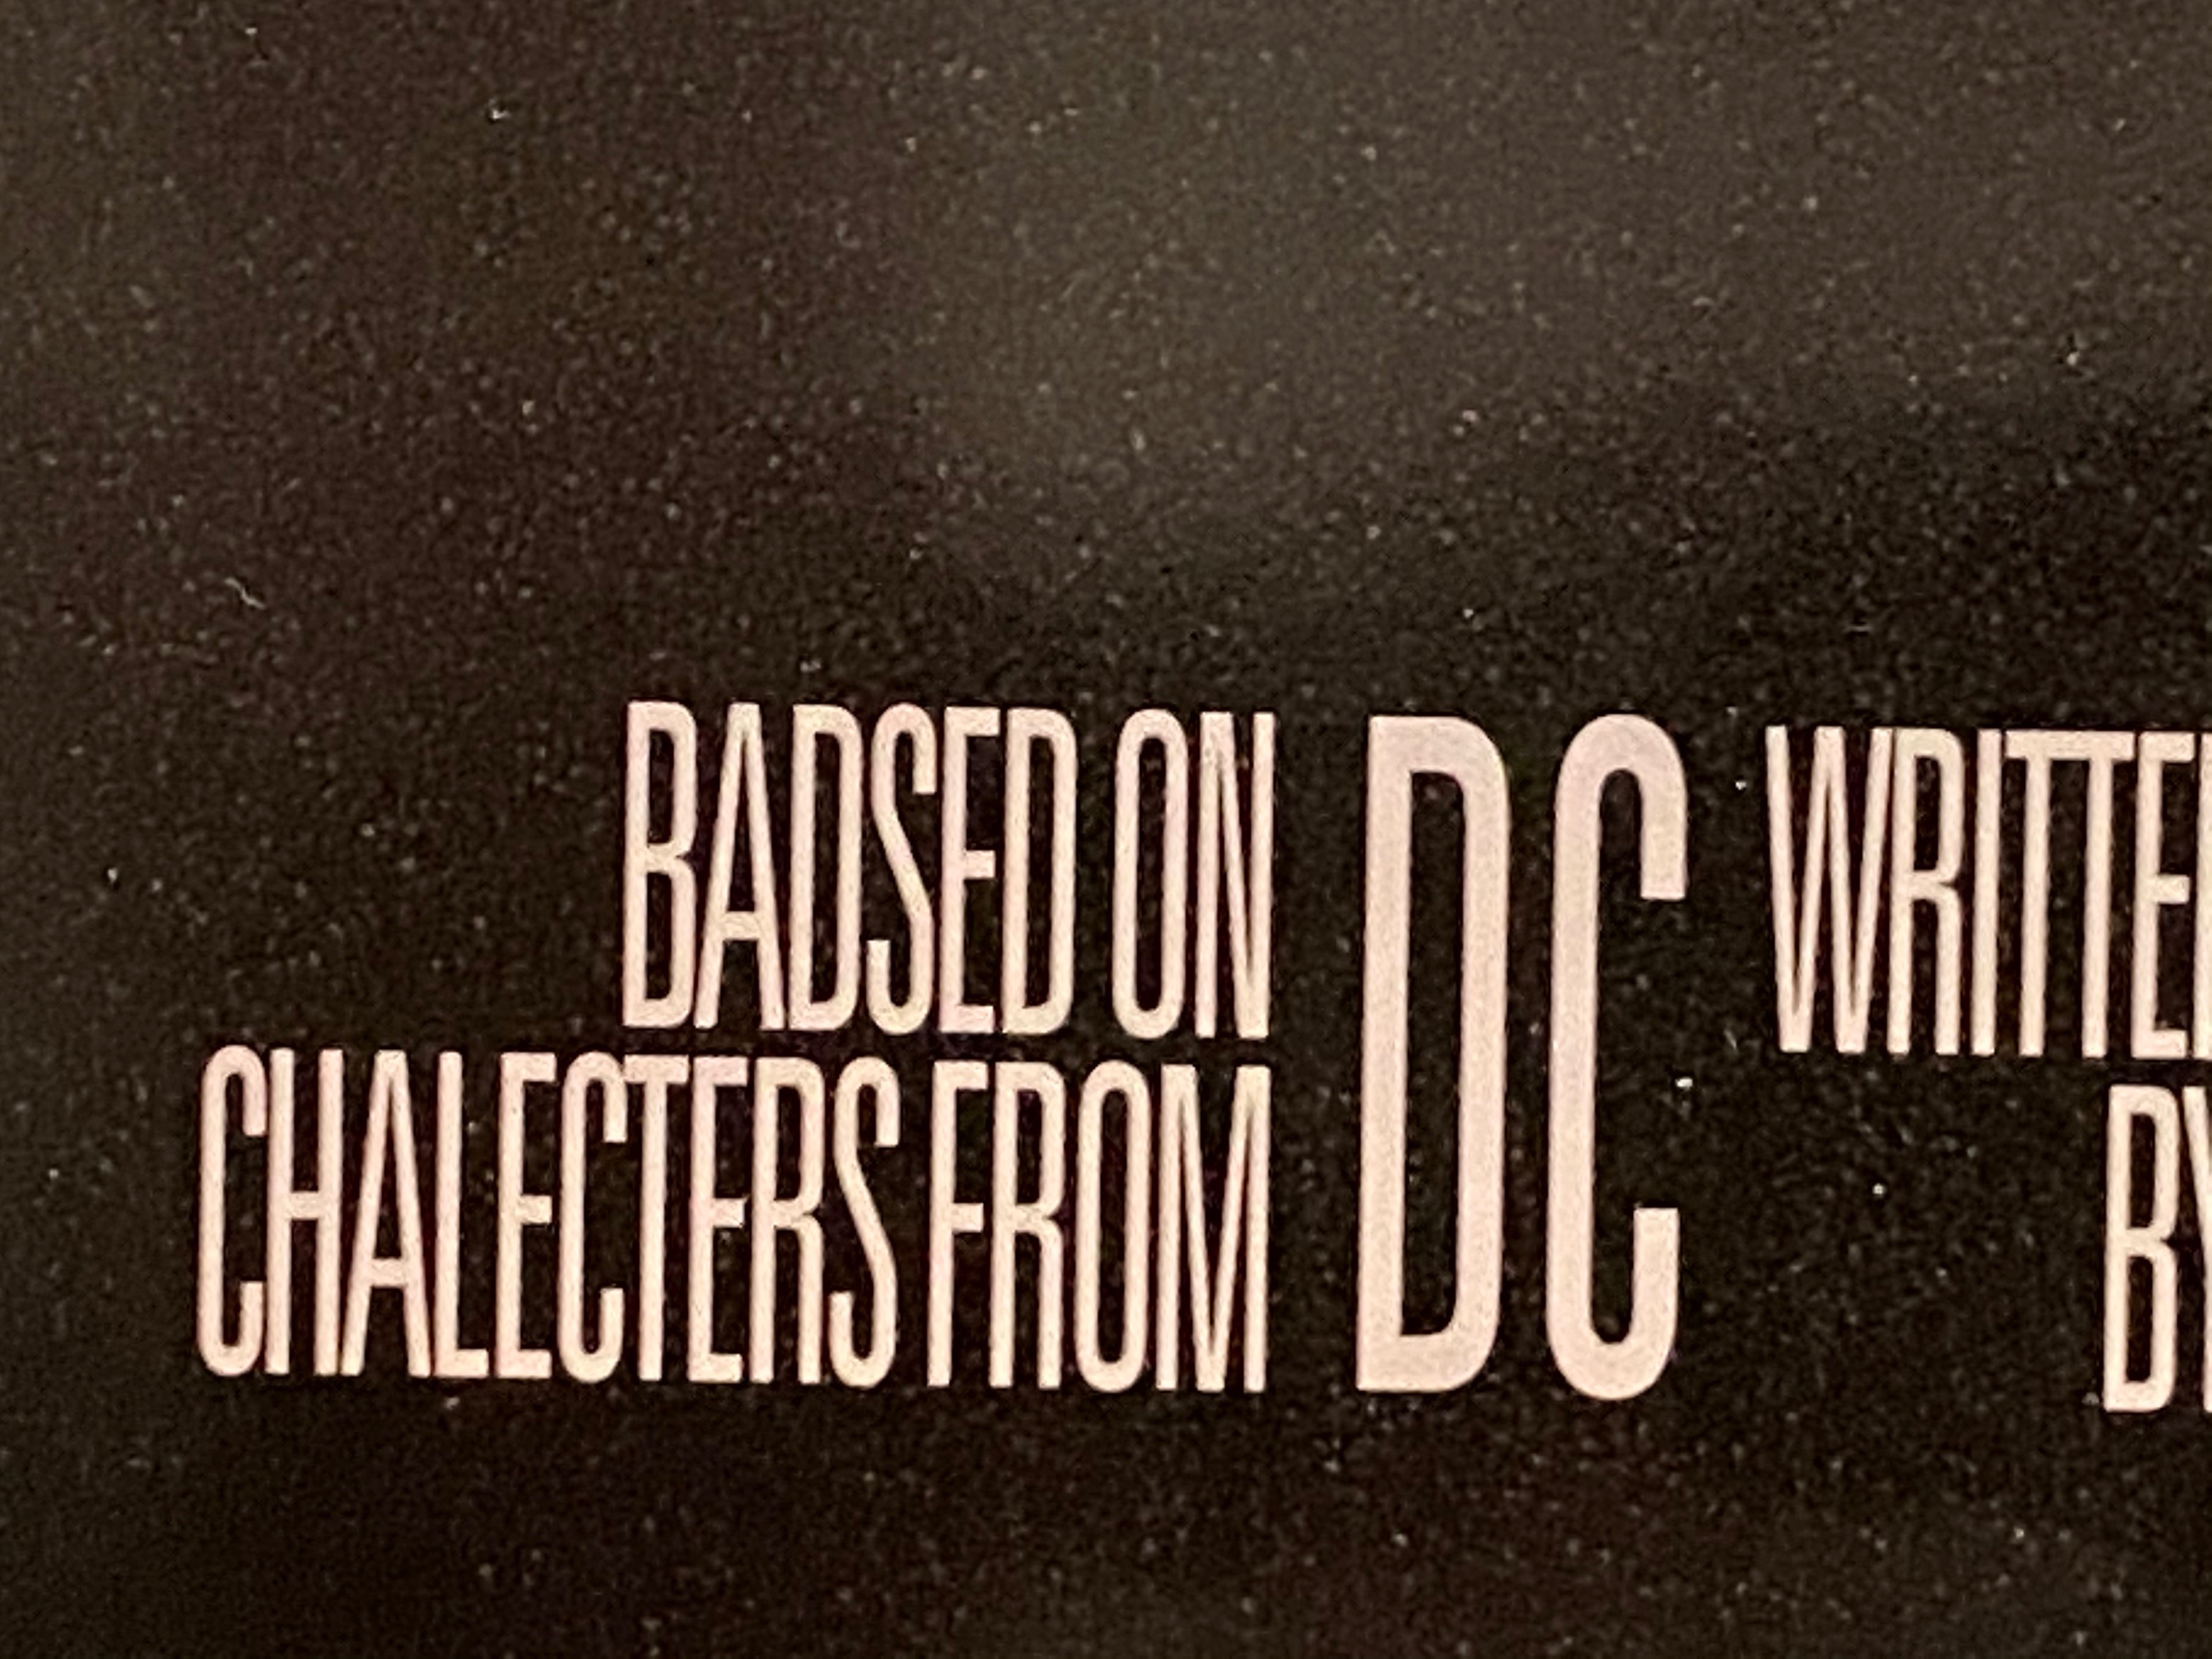 BADSED ON
CHALECTERS FROM
DC
WRITTE
BY